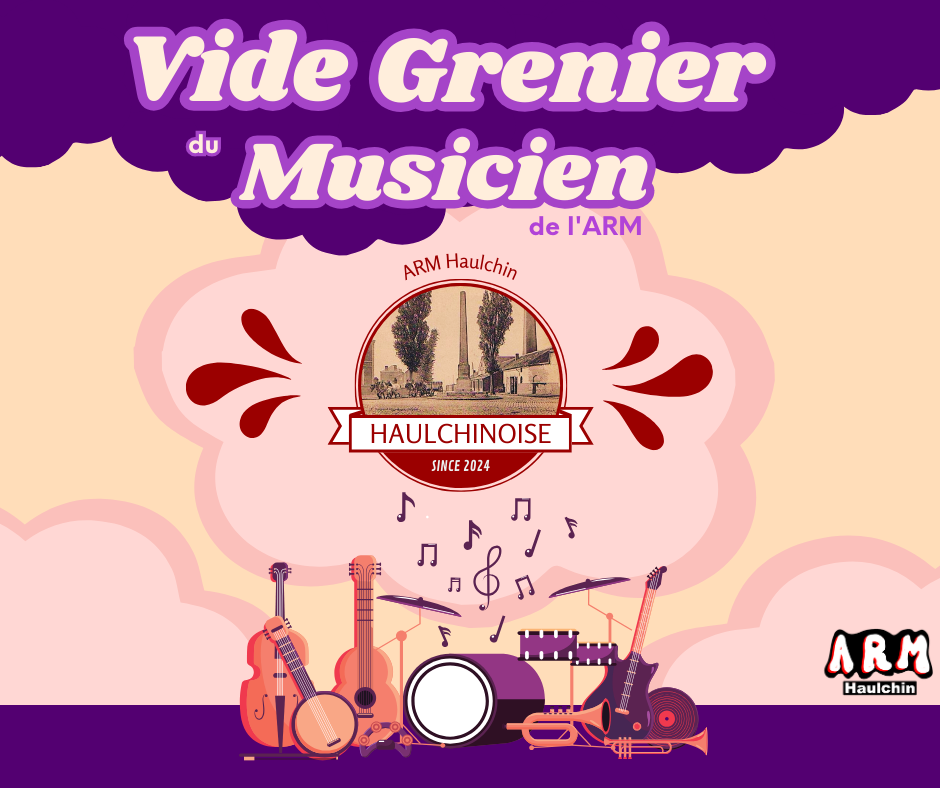 Vide Grenier
du Musicien
de l'ARM
ARM Haulchin
HAULCHINOISE
SINCE 2024
ARM
Haulchin